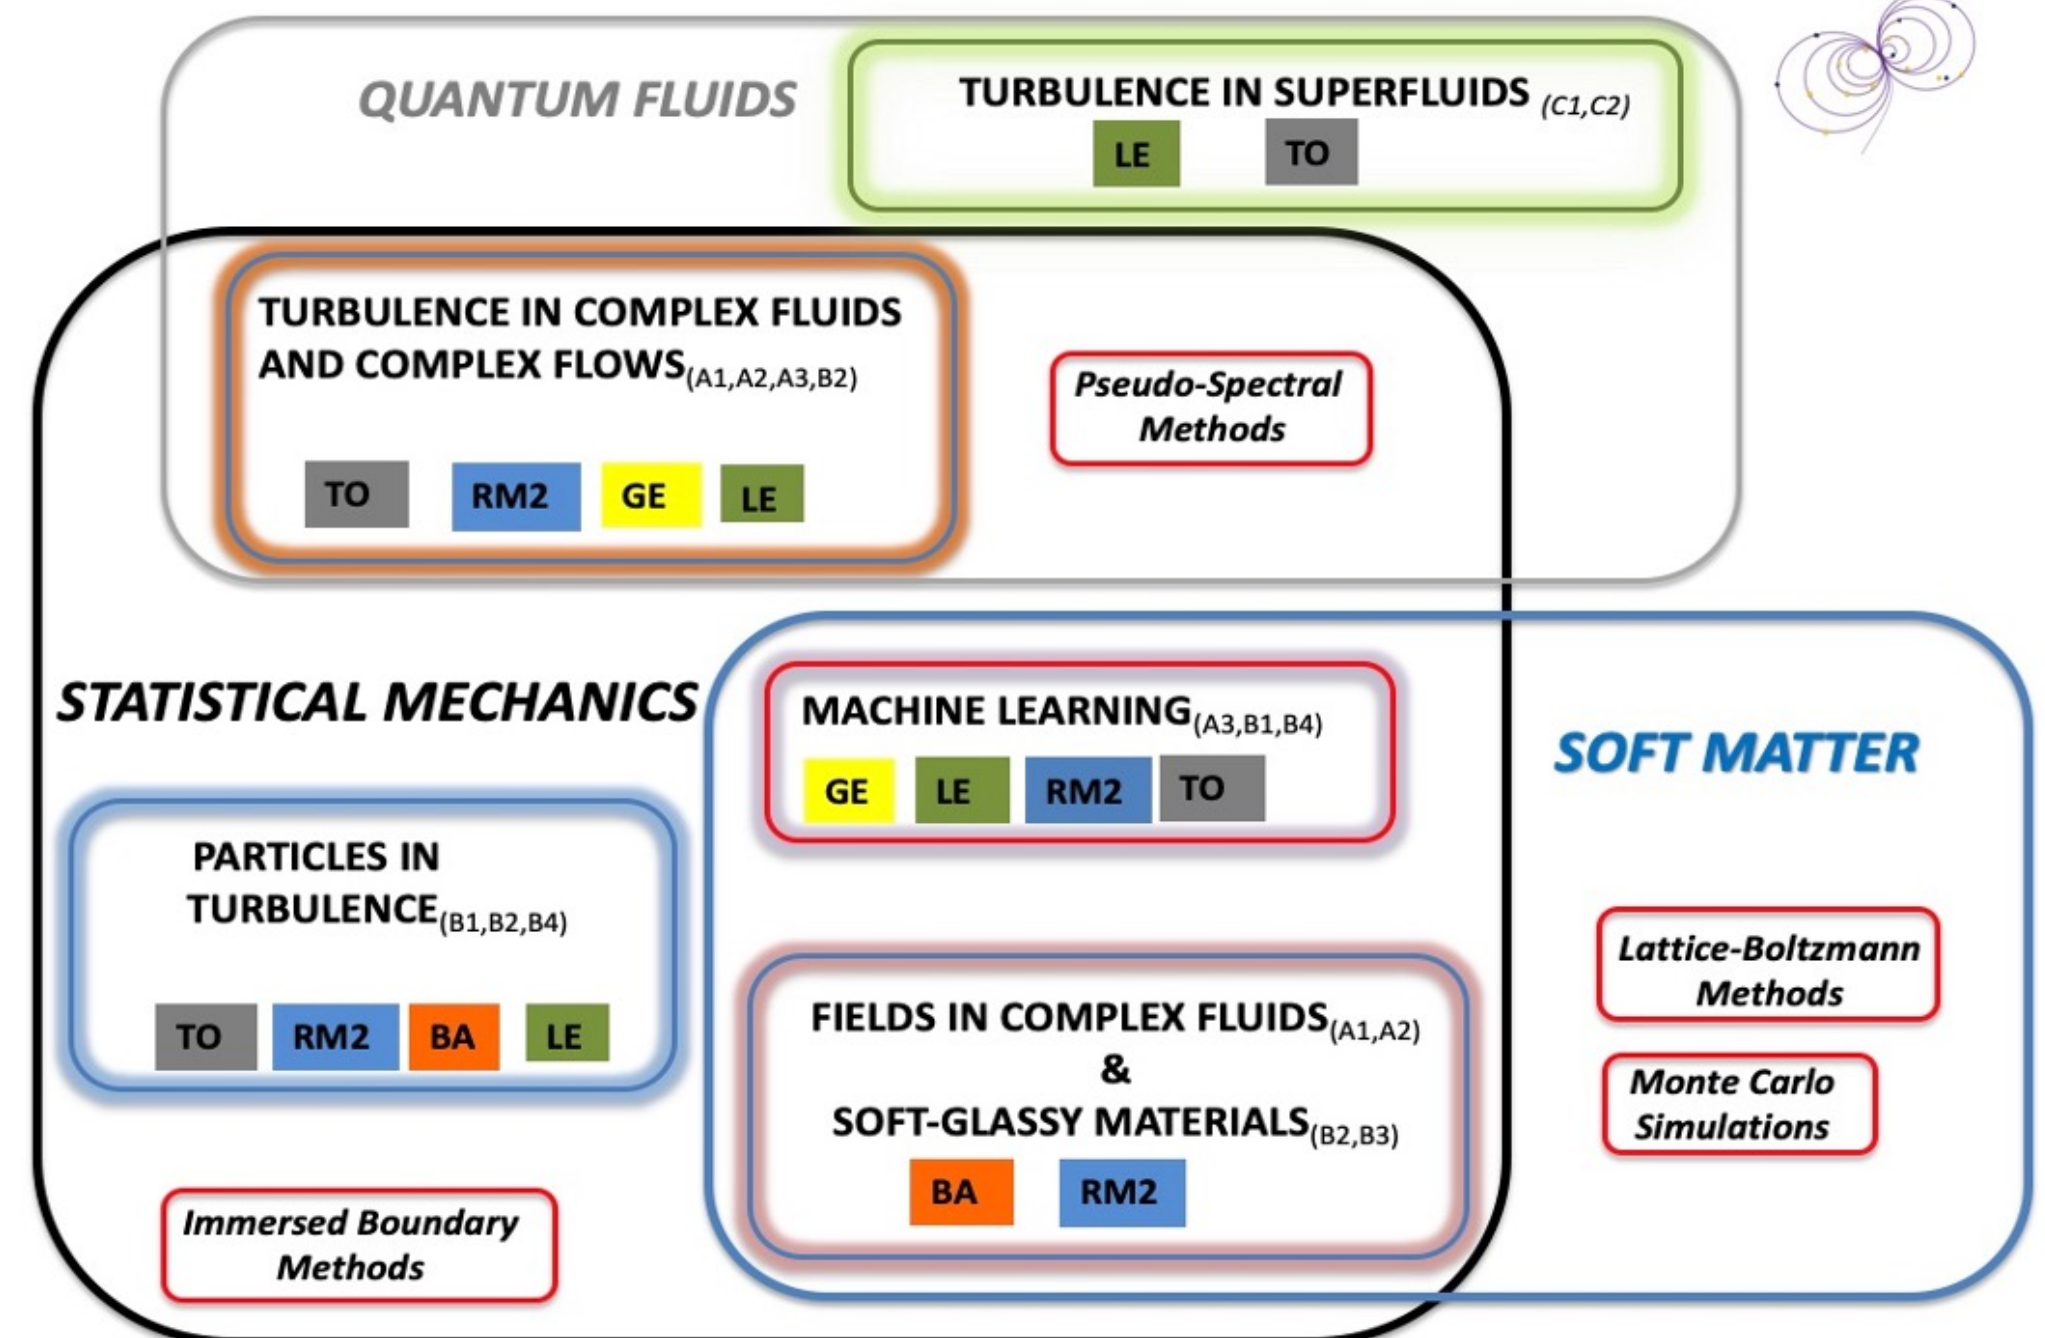 QUANTUM FLUIDS
TURBULENCE IN SUPERFLUIDS (C1,C2)
LE TO
TURBULENCE IN COMPLEX FLUIDS
AND COMPLEX FLOWS(A1,A2,A3,B2)
TO RM2 GE LE
Pseudo-Spectral
Methods
STATISTICAL MECHANICS
MACHINE LEARNING(A3,B1,B4)
GE LE RM2 TO
SOFT MATTER
PARTICLES IN
TURBULENCE(B1,B2,B4)
TO RM2 BA LE
FIELDS IN COMPLEX FLUIDS(A1,A2)
&
SOFT-GLASSY MATERIALS(B2,B3)
BA RM2
Lattice-Boltzmann
Methods
Monte Carlo
Simulations
Immersed Boundary
Methods